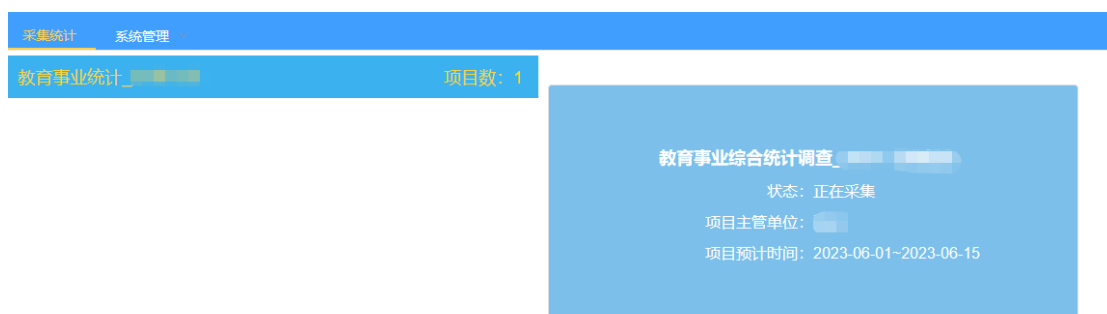 采集统计 系统管理
教育事业统计_ 项目数：1
教育事业综合统计调查_
状态：正在采集
项目主管单位：
项目预计时间：2023-06-01~2023-06-15